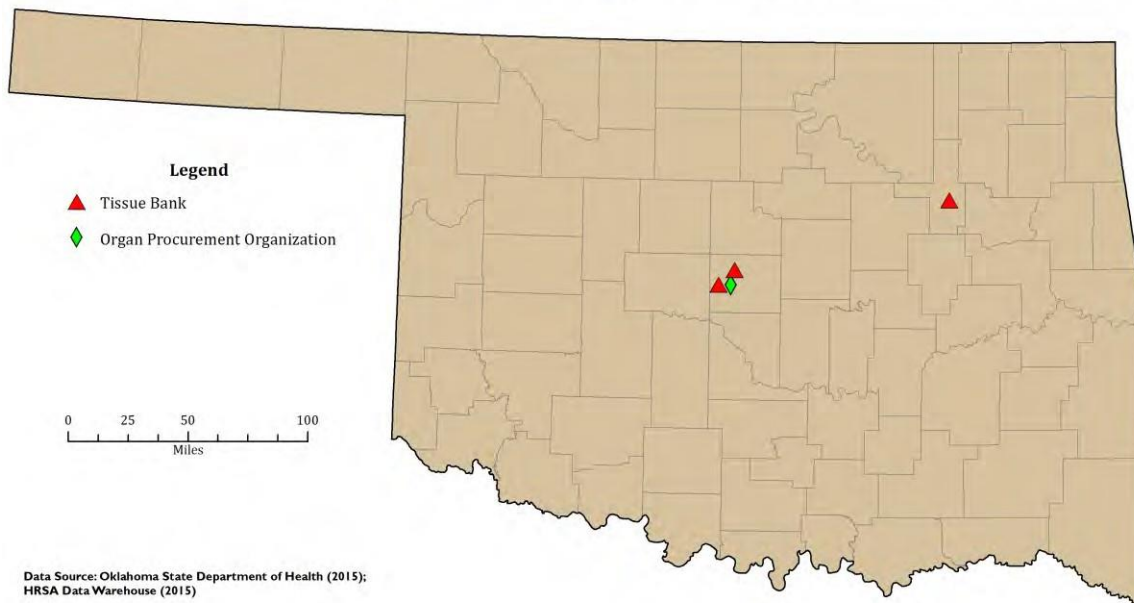 Legend
Tissue Bank
Organ Procurement Organization
0 25 50 100
Miles
Data Source: Oklahoma State Department of Health (2015);
HRSA Data Warehouse (2015)